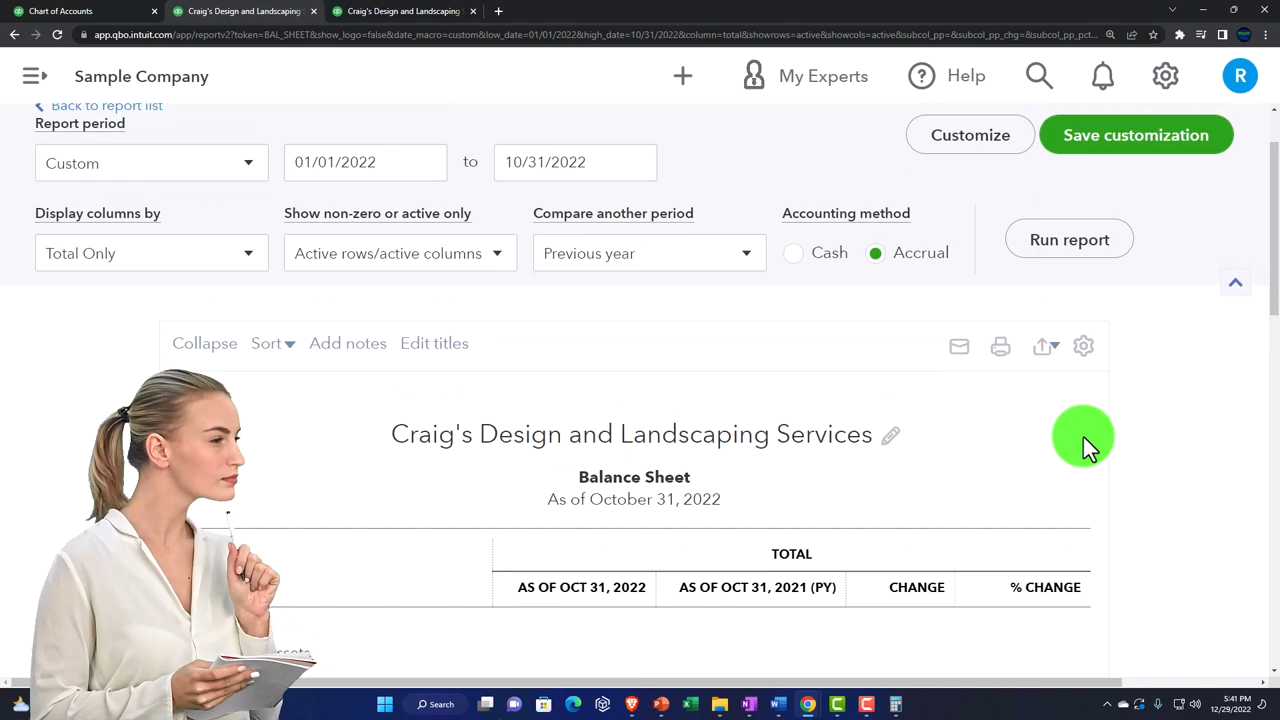 Chart of Accounts
Craig's Design and Landscaping
Craig's Design and Landscaping S
app.qbo.intuit.com/app/reportv2?token=BAL_SHEET&show_logo=false&date_macro=custom&low_date=01/01/2022&high_date=10/31/2022&column=total&showrows=active&showcols=active&subcol_pp=&subcol_pp_chg=&subcol_pp_pct...
Sample Company
My Experts
Help
R
Back to report list
Report period
Customize
Save customization
Custom
01/01/2022
to
10/31/2022
Display columns by
Show non-zero or active only
Compare another period
Accounting method
Total Only
Active rows/active columns
Previous year
Cash
Accrual
Run report
Collapse
Sort
Add notes
Edit titles
Craig's Design and Landscaping Services
Balance Sheet
As of October 31, 2022
TOTAL
AS OF OCT 31, 2022
AS OF OCT 31, 2021 (PY)
CHANGE
% CHANGE
Search
5:41 PM
12/29/2022